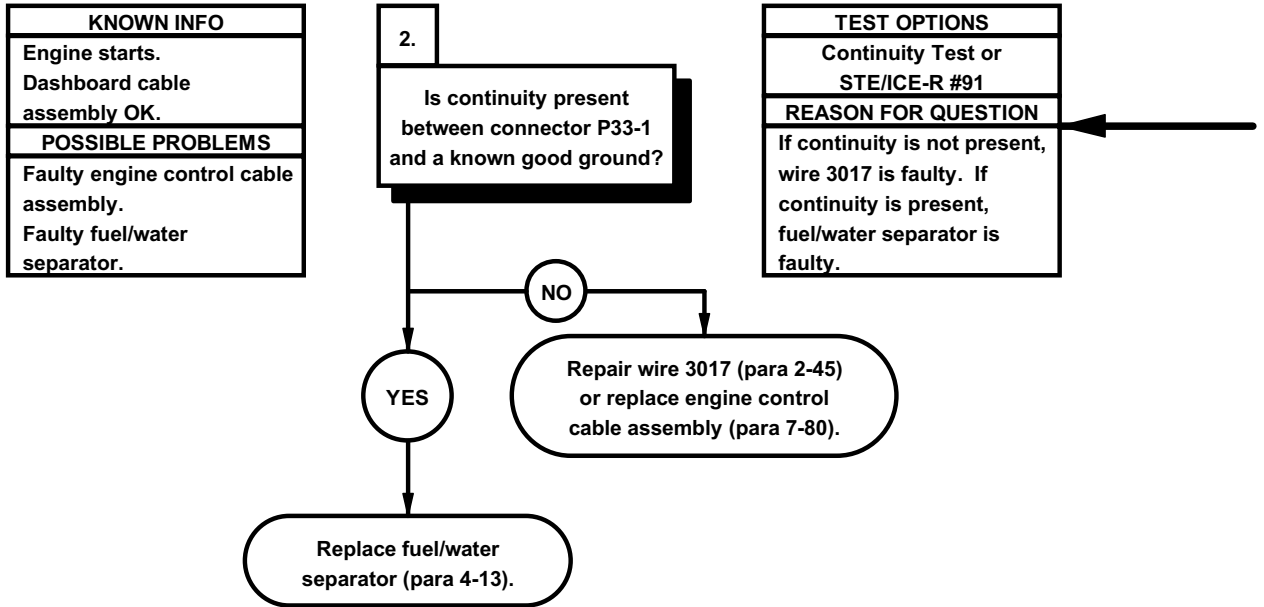 KNOWN INFO
Engine starts.
Dashboard cable
assembly OK.
POSSIBLE PROBLEMS
Faulty engine control cable
assembly.
Faulty fuel/water
separator.
2.
Is continuity present
between connector P33-1
and a known good ground?
TEST OPTIONS
Continuity Test or
STE/ICE-R #91
REASON FOR QUESTION
If continuity is not present,
wire 3017 is faulty.  If
continuity is present,
fuel/water separator is
faulty.
NO
YES
Repair wire 3017 (para 2-45)
or replace engine control
cable assembly (para 7-80).
Replace fuel/water
separator (para 4-13).